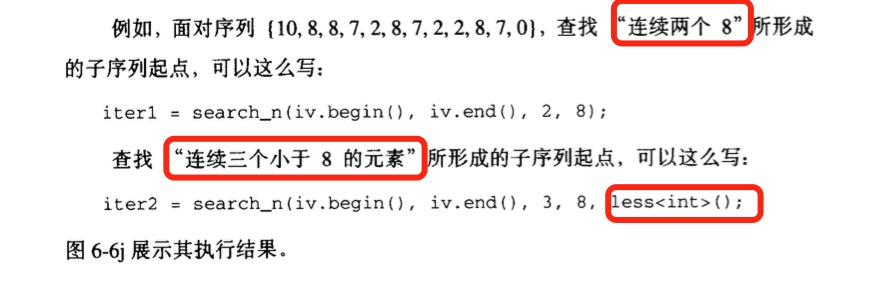 例如，面对序列 {10, 8, 8, 7, 2, 8, 7, 2, 2, 8, 7, 0}，查找 “连续两个 8” 所形成
的子序列起点，可以这么写：
iter1 = search_n(iv.begin(), iv.end(), 2, 8);
查找 “连续三个小于 8 的元素” 所形成的子序列起点，可以这么写：
iter2 = search_n(iv.begin(), iv.end(), 3, 8, less<int>();
图 6-6j 展示其执行结果。